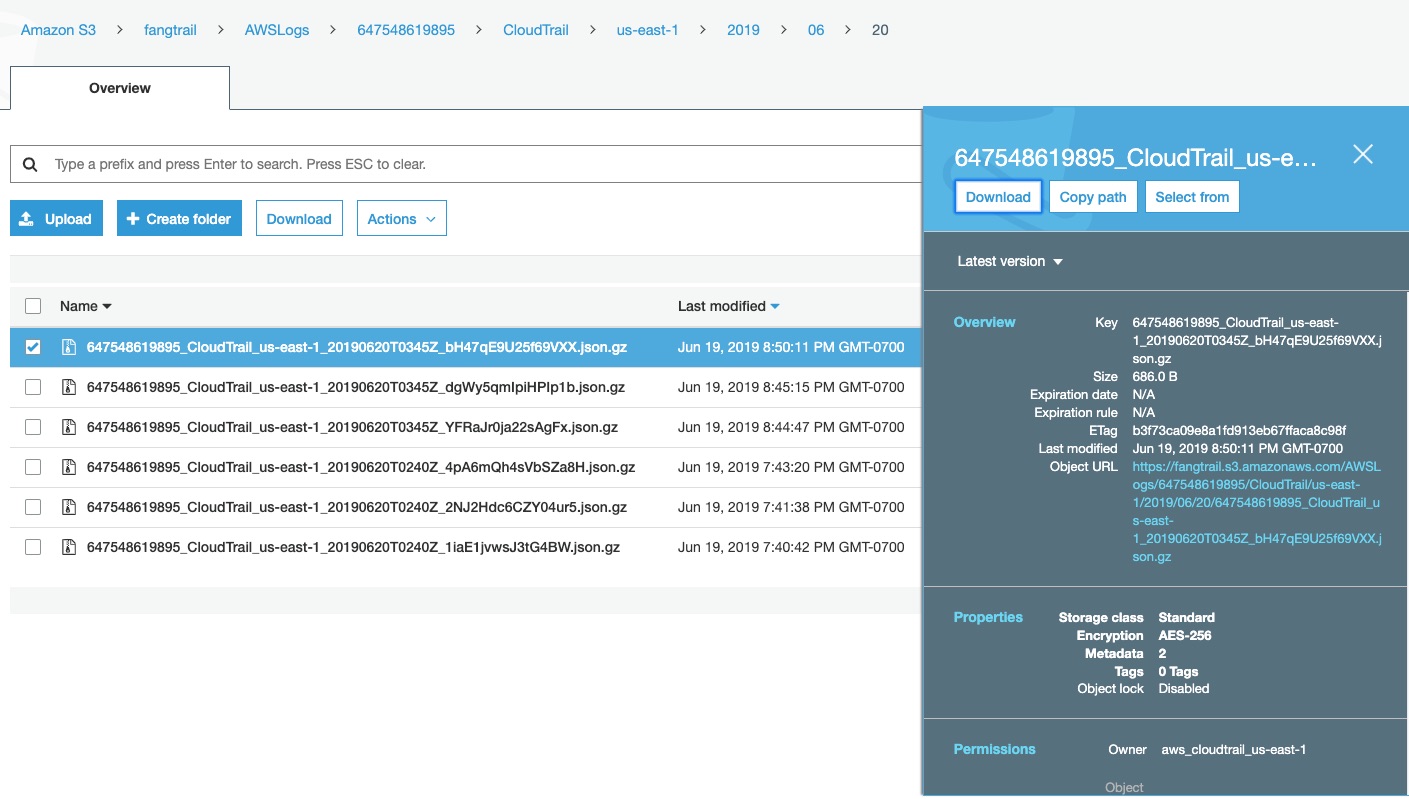 Amazon S3 > fangtrail > AWSLogs > 647548619895 > CloudTrail > us-east-1 > 2019 > 06 > 20
Overview
Type a prefix and press Enter to search. Press ESC to clear.
Upload Create folder Download Actions
Name Last modified
647548619895_CloudTrail_us-east-1_20190620T0345Z_bH47qE9U25f69VXX.json.gz Jun 19, 2019 8:50:11 PM GMT-0700
647548619895_CloudTrail_us-east-1_20190620T0345Z_dgWy5qmIpiHPIp1b.json.gz Jun 19, 2019 8:45:15 PM GMT-0700
647548619895_CloudTrail_us-east-1_20190620T0345Z_YFRaJr0ja22sAgFx.json.gz Jun 19, 2019 8:44:47 PM GMT-0700
647548619895_CloudTrail_us-east-1_20190620T0240Z_4pA6mQh4sVbSZa8H.json.gz Jun 19, 2019 7:43:20 PM GMT-0700
647548619895_CloudTrail_us-east-1_20190620T0240Z_2NJ2Hdc6CZY04ur5.json.gz Jun 19, 2019 7:41:38 PM GMT-0700
647548619895_CloudTrail_us-east-1_20190620T0240Z_1iaE1jvwsJ3tG4BW.json.gz Jun 19, 2019 7:40:42 PM GMT-0700
647548619895_CloudTrail_us-e...
Download Copy path Select from
Latest version
Overview Key 647548619895_CloudTrail_us-east-
1_20190620T0345Z_bH47qE9U25f69VXX.j
son.gz
Size 686.0 B
Expiration date N/A
Expiration rule N/A
ETag b3f73ca09e8a1fd913eb67ffaca8c98f
Last modified Jun 19, 2019 8:50:11 PM GMT-0700
Object URL https://fangtrail.s3.amazonaws.com/AWSL
ogs/647548619895/CloudTrail/us-east-
1/2019/06/20/647548619895_CloudTrail_u
s-east-
1_20190620T0345Z_bH47qE9U25f69VXX.j
son.gz
Properties Storage class Standard
Encryption AES-256
Metadata 2
Tags 0 Tags
Object lock Disabled
Permissions Owner aws_cloudtrail_us-east-1
Object